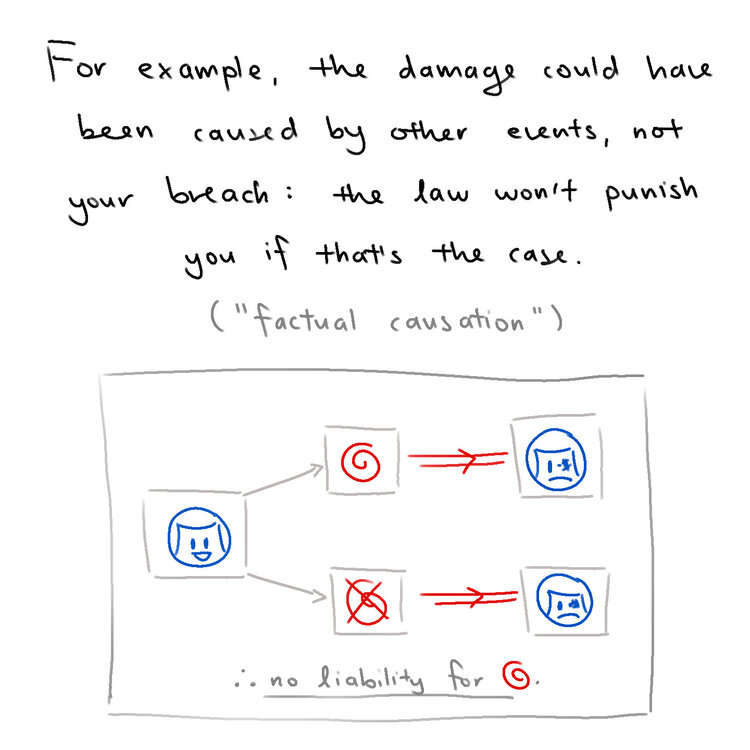 For example, the damage could have
been caused by other events, not
your breach: the law won't punish
you if that's the case.
("factual causation")
∴ no liability for .